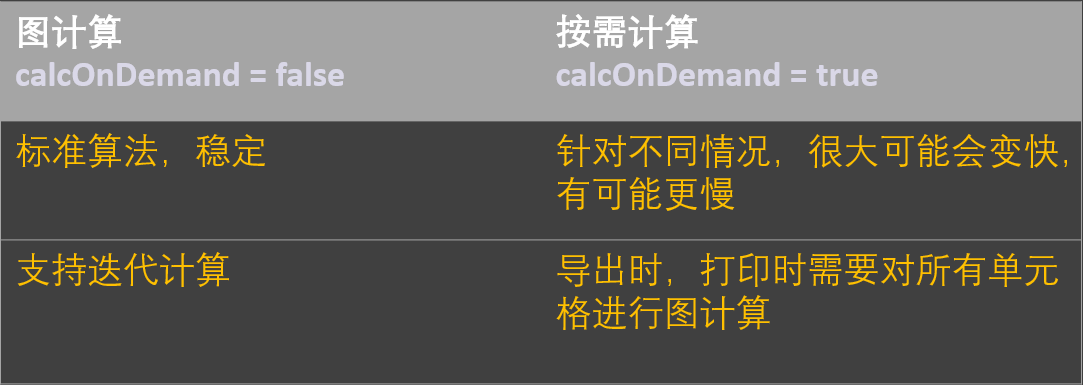 图计算
calcOnDemand = false
按需计算
calcOnDemand = true
标准算法，稳定
针对不同情况，很大可能会变快，
有可能更慢
支持迭代计算
导出时，打印时需要对所有单元
格进行图计算